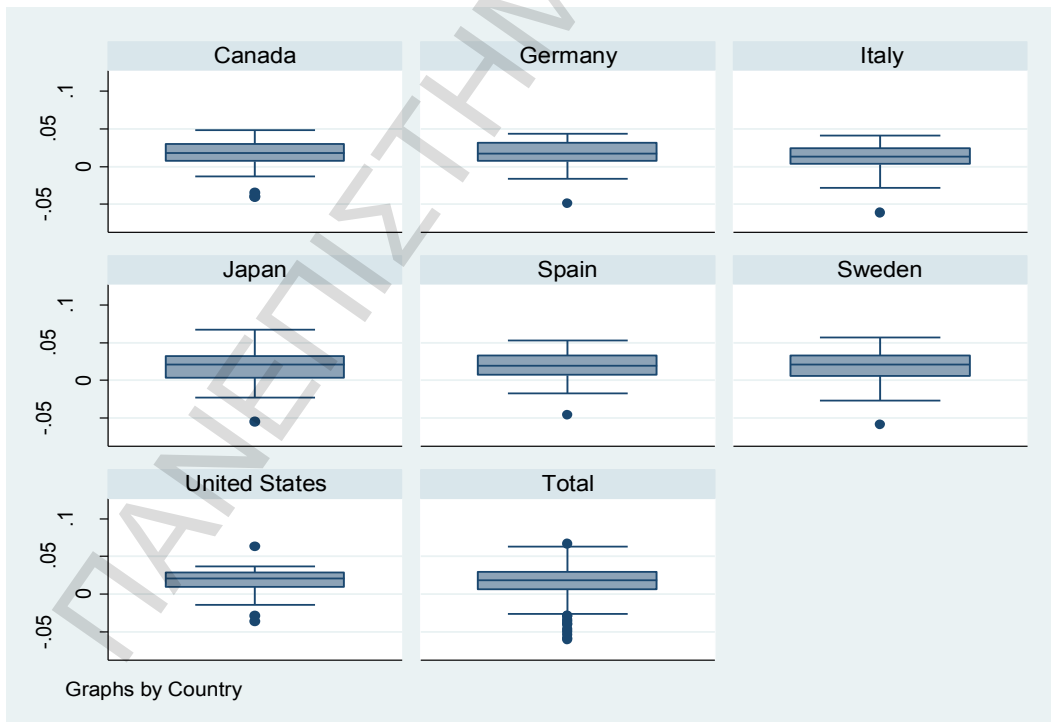 Canada Germany Italy
.1
.05
0
-.05
Japan Spain Sweden
.1
.05
0
-.05
United States Total
.1
.05
0
-.05
Graphs by Country
ΠΑΝΕΠΙΣΤΗΜ